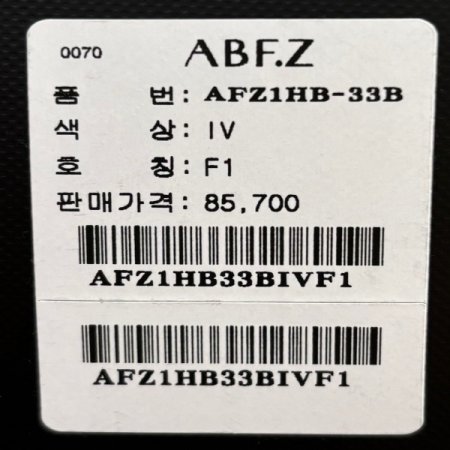 0070 ABF.Z
품 번: AFZ1HB-33B
색 상: IV
호 칭: F1
판매가격: 85,700
AFZ1HB33BIVF1
AFZ1HB33BIVF1